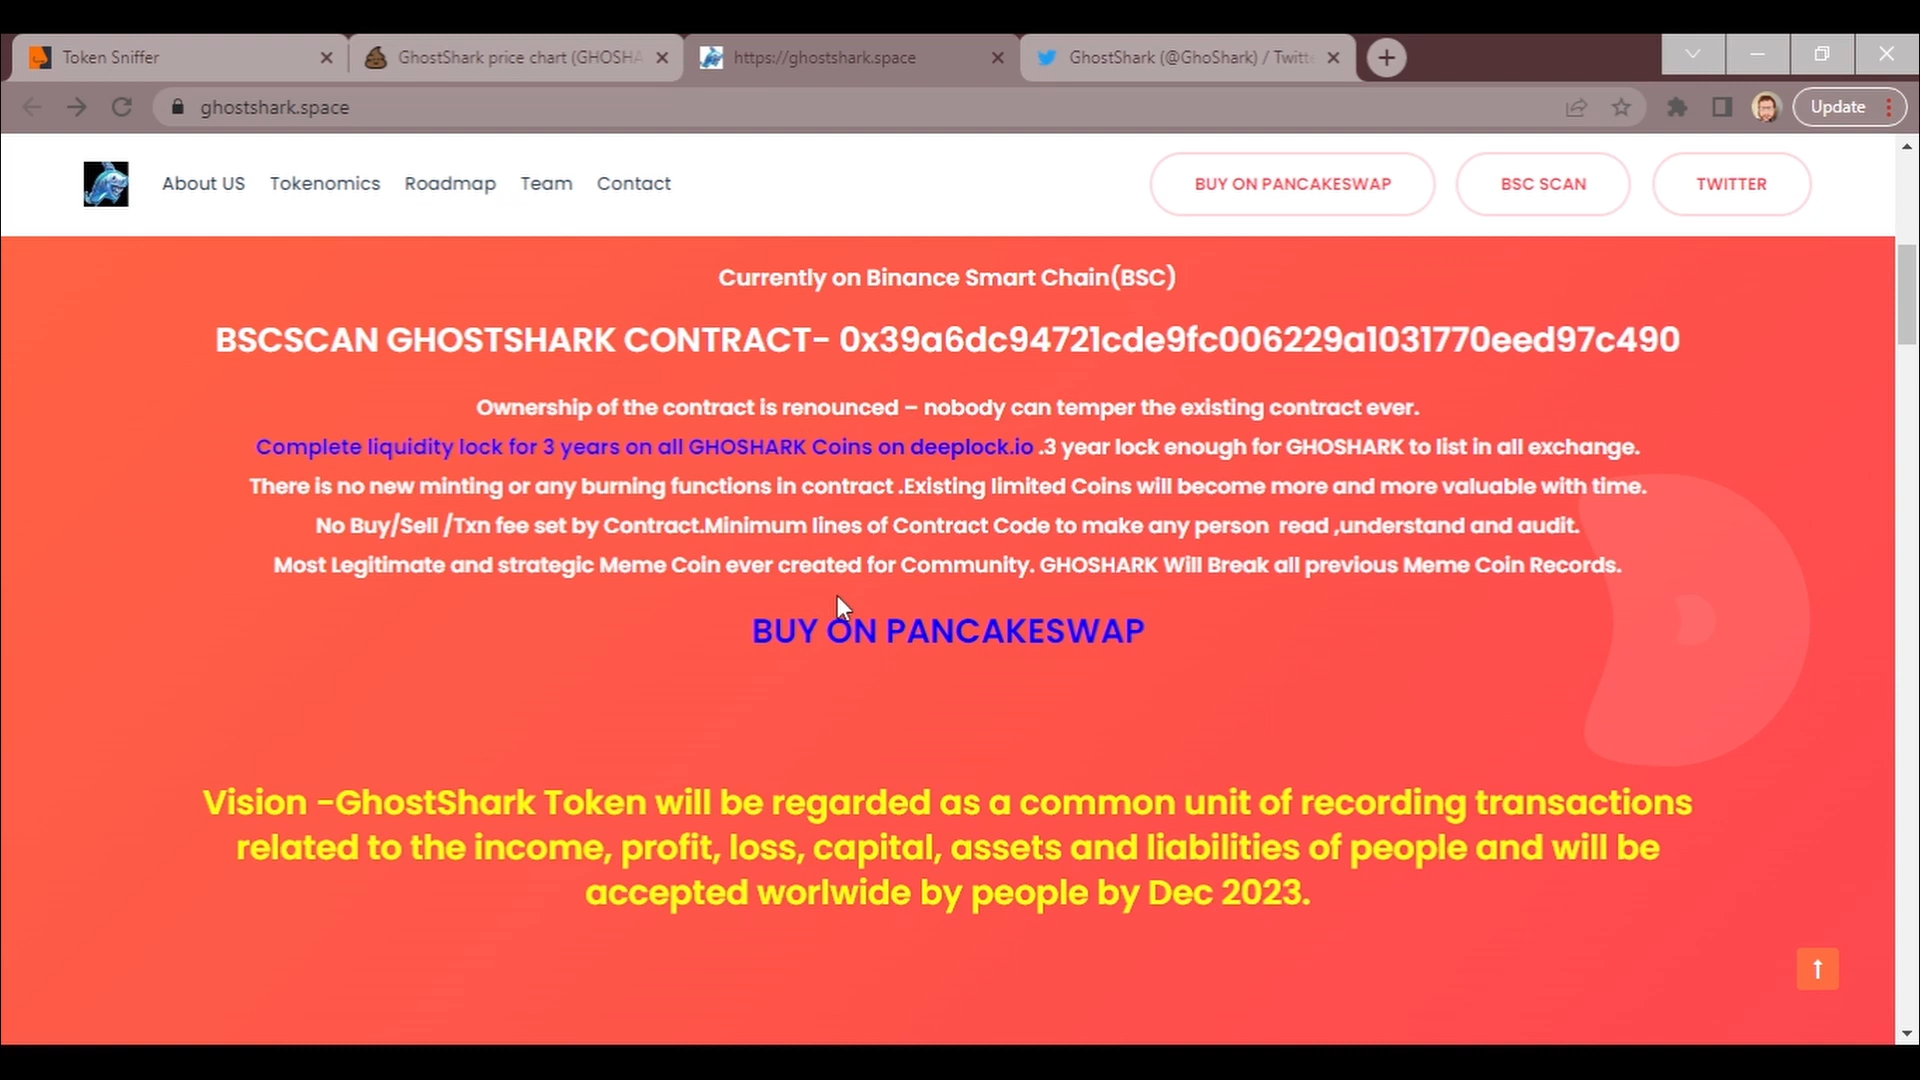 Token Sniffer
GhostShark price chart (GHOSHA
https://ghostshark.space
GhostShark (@GhoShark) / Twitte
ghostshark.space
Update
About US
Tokenomics
Roadmap
Team
Contact
BUY ON PANCAKESWAP
BSC SCAN
TWITTER
Currently on Binance Smart Chain(BSC)
BSCSCAN GHOSTSHARK CONTRACT- 0x39a6dc94721cde9fc006229a1031770eed97c490
Ownership of the contract is renounced – nobody can temper the existing contract ever.
Complete liquidity lock for 3 years on all GHOSHARK Coins on deeplock.io .3 year lock enough for GHOSHARK to list in all exchange.
There is no new minting or any burning functions in contract .Existing limited Coins will become more and more valuable with time.
No Buy/Sell /Txn fee set by Contract.Minimum lines of Contract Code to make any person read ,understand and audit.
Most Legitimate and strategic Meme Coin ever created for Community. GHOSHARK Will Break all previous Meme Coin Records.
BUY ON PANCAKESWAP
Vision -GhostShark Token will be regarded as a common unit of recording transactions
related to the income, profit, loss, capital, assets and liabilities of people and will be
accepted worlwide by people by Dec 2023.